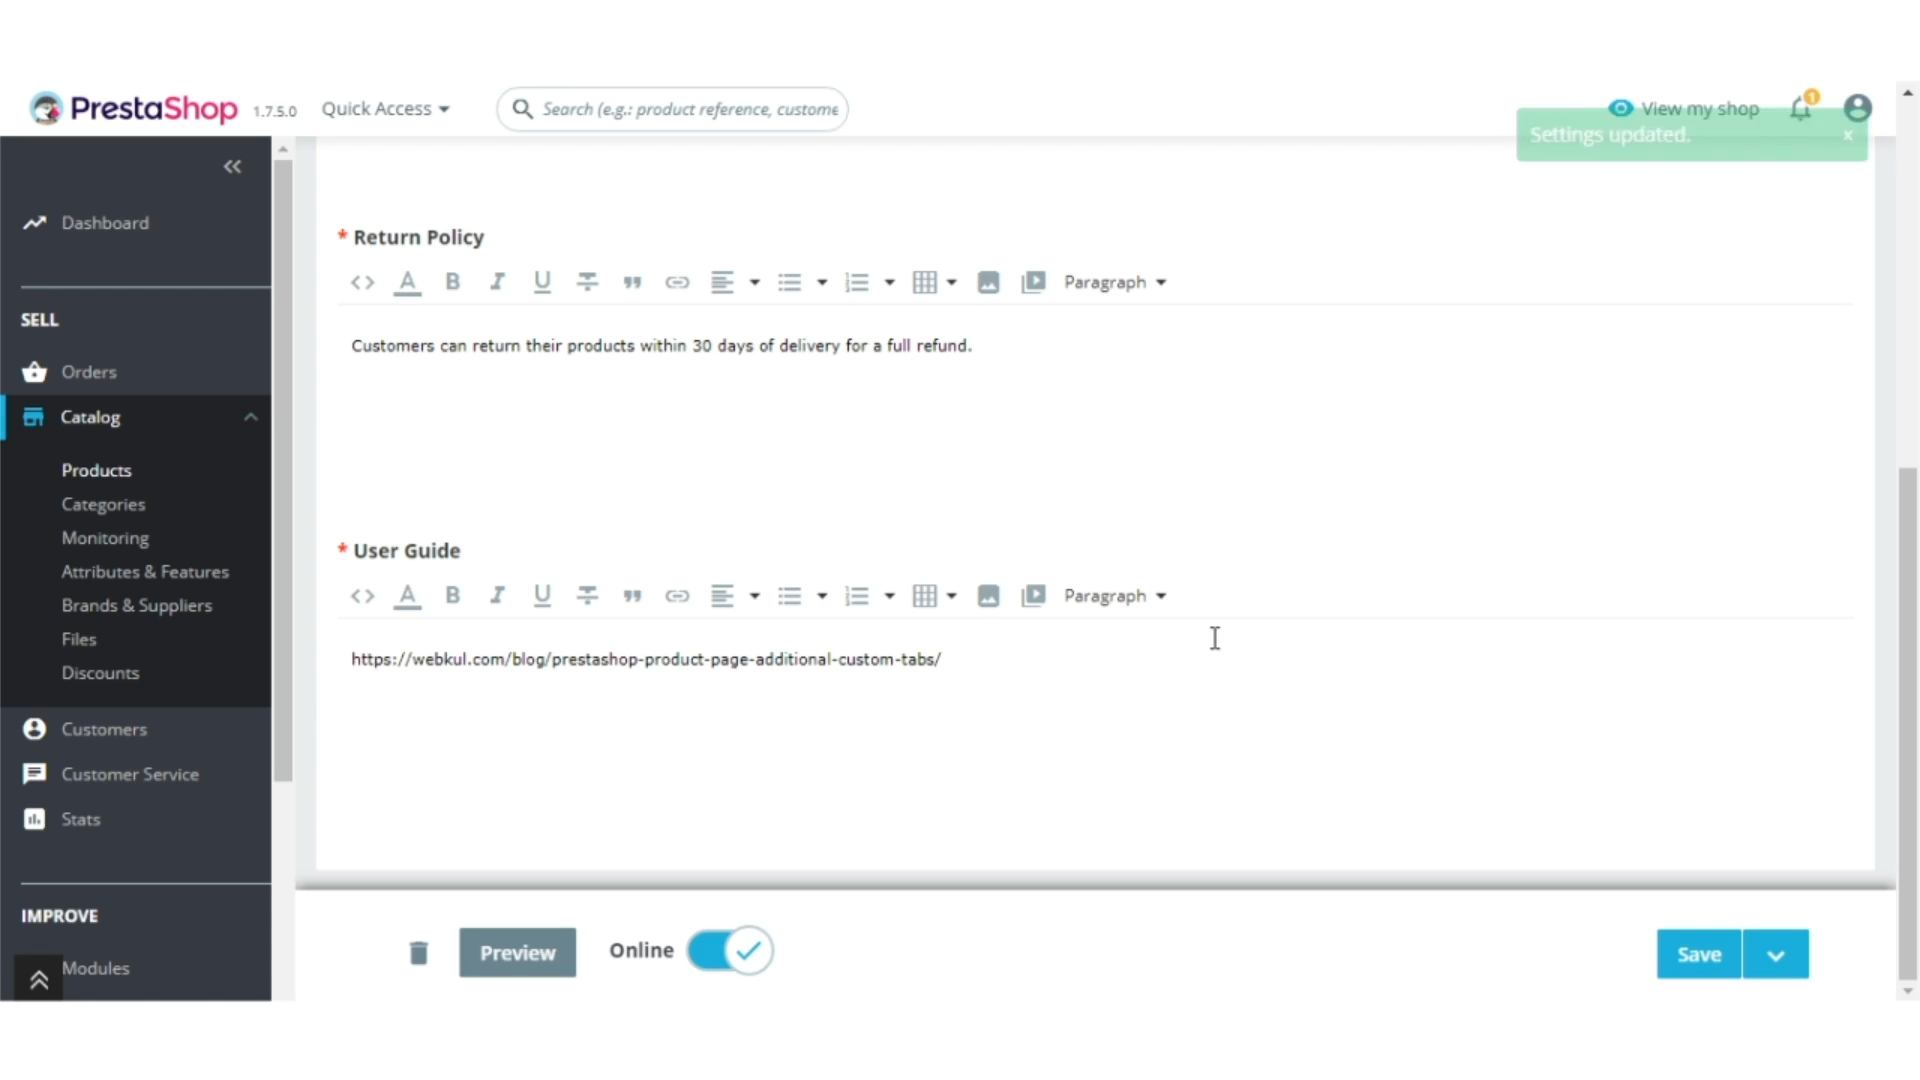 PrestaShop 1.7.5.0 Quick Access Search (e.g.: product reference, custome View my shop 1
Settings updated. x
Dashboard
SELL
Orders
Catalog
Products
Categories
Monitoring
Attributes & Features
Brands & Suppliers
Files
Discounts
Customers
Customer Service
Stats
IMPROVE
Modules
* Return Policy
Paragraph
Customers can return their products within 30 days of delivery for a full refund.
* User Guide
Paragraph
https://webkul.com/blog/prestashop-product-page-additional-custom-tabs/
Preview Online Save